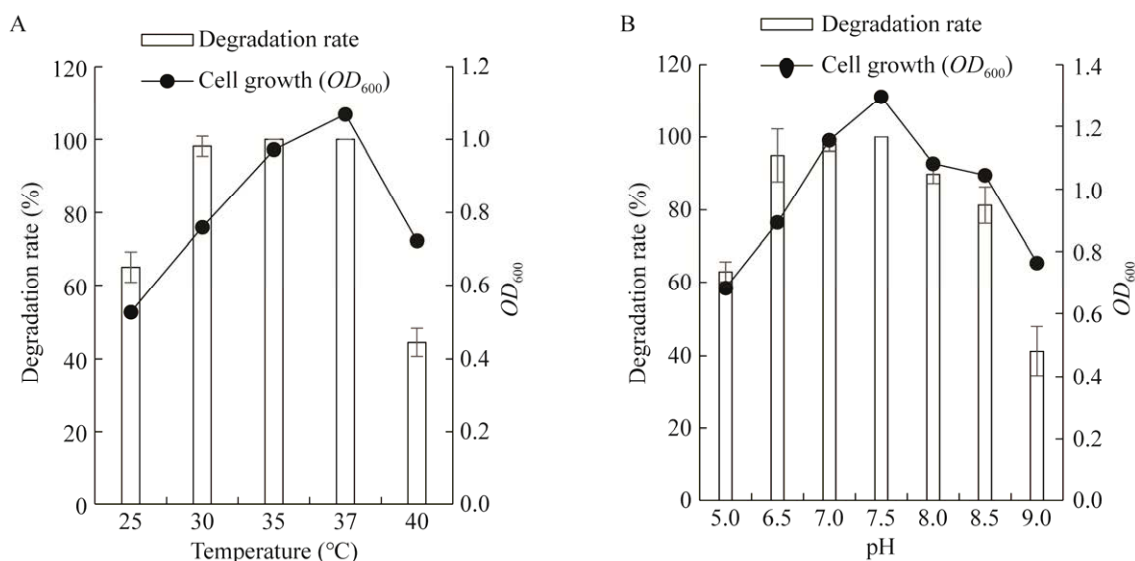 A
Degradation rate
Cell growth (OD600)
120
100
80
60
40
20
0
Degradation rate (%)
1.2
1.0
0.8
0.6
0.4
0.2
0.0
OD600
25 30 35 37 40
Temperature (°C)
B
Degradation rate
Cell growth (OD600)
120
100
80
60
40
20
0
Degradation rate (%)
1.4
1.2
1.0
0.8
0.6
0.4
0.2
0.0
OD600
5.0 6.5 7.0 7.5 8.0 8.5 9.0
pH